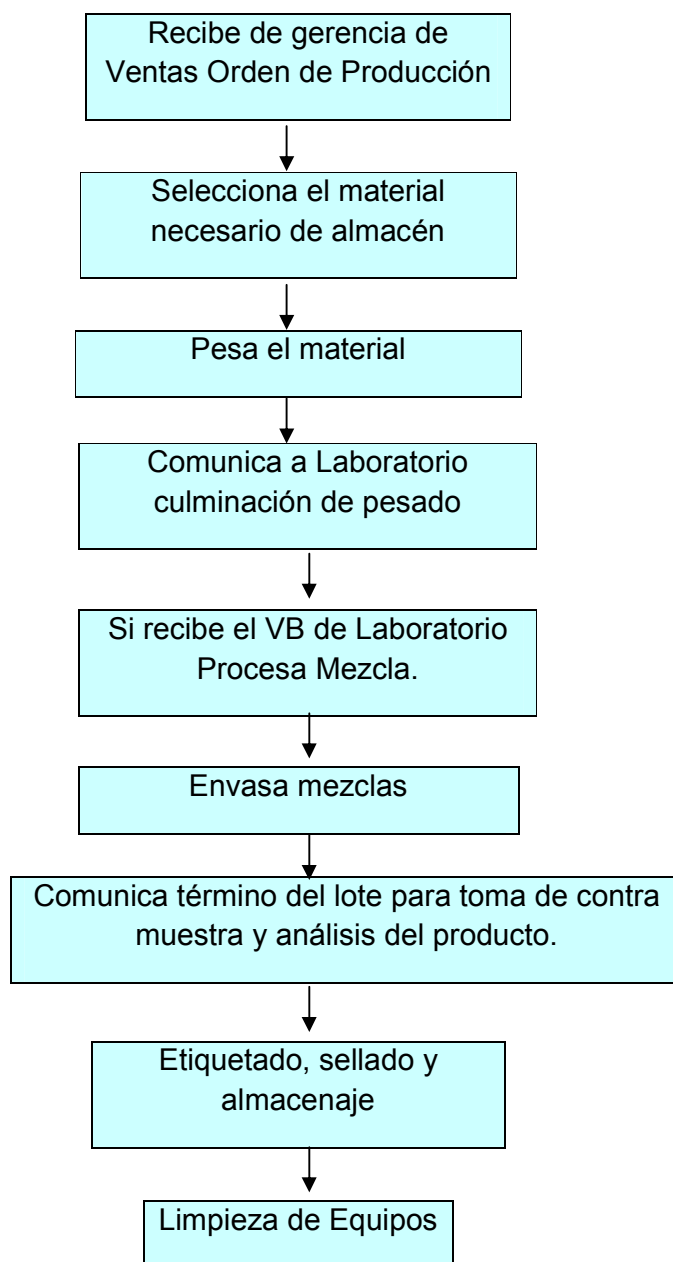 Recibe de gerencia de
Ventas Orden de Producción
Selecciona el material
necesario de almacén
Pesa el material
Comunica a Laboratorio
culminación de pesado
Si recibe el VB de Laboratorio
Procesa Mezcla.
Envasa mezclas
Comunica término del lote para toma de contra
muestra y análisis del producto.
Etiquetado, sellado y
almacenaje
Limpieza de Equipos